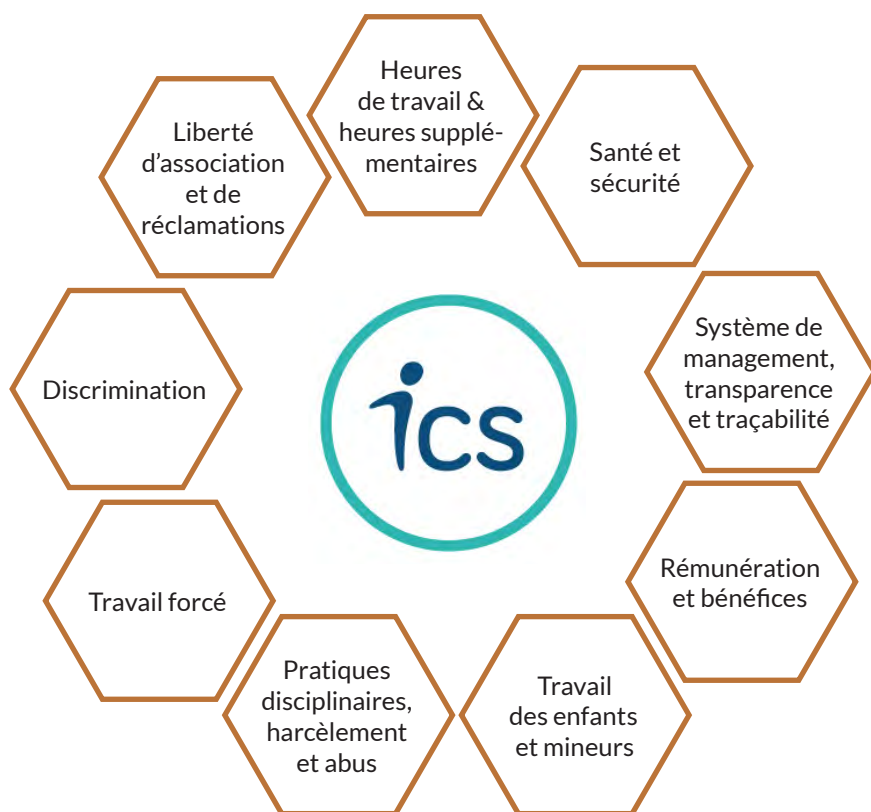 Heures
de travail &
heures supplé-
mentaires
Santé et
sécurité
Système de
management,
transparence
et traçabilité
Rémunération
et bénéfices
Travail
des enfants
et mineurs
Pratiques
disciplinaires,
harcèlement
et abus
Travail forcé
Discrimination
Liberté
d’association
et de
réclamations
ics